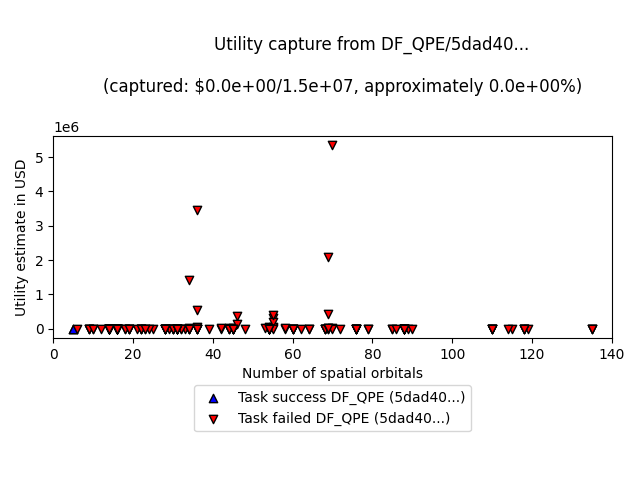 Utility capture from DF_QPE/5dad40...
(captured: $0.0e+00/1.5e+07, approximately 0.0e+00%)
1e6
5
4
3
2
1
0
Utility estimate in USD
0 20 40 60 80 100 120 140
Number of spatial orbitals
Task success DF_QPE (5dad40...)
Task failed DF_QPE (5dad40...)